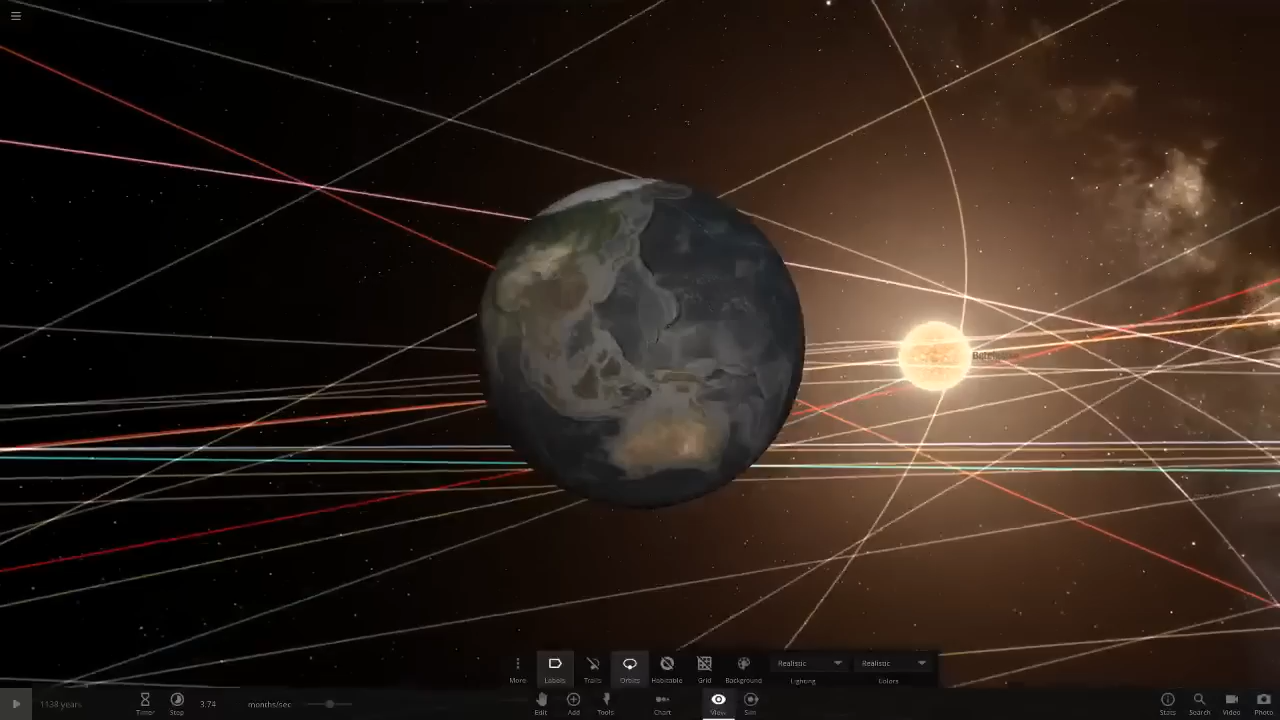 More
Labels
Trails
Orbits
Habitable
Grid
Background
Realistic
Lighting
Realistic
Colors
1138 years
Timer
Step
3.74
months/sec
Edit
Add
Tools
Chart
View
Sim
Stats
Search
Video
Photo